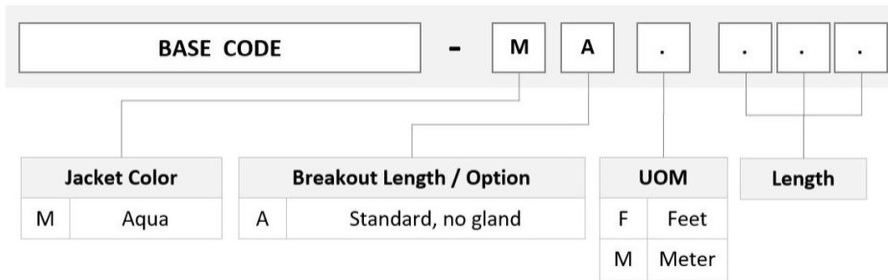 BASE CODE - M A . . . .
Jacket Color
M Aqua
Breakout Length / Option
A Standard, no gland
UOM
F Feet
M Meter
Length